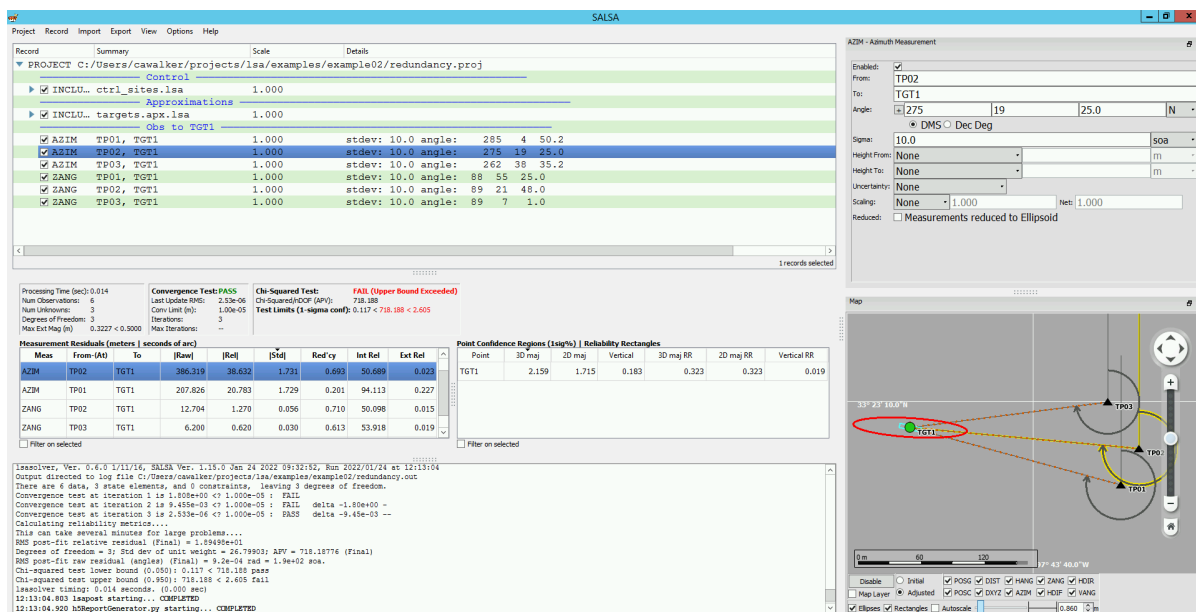 SALSA
Project Record Import Export View Options Help
Record Summary Scale Details
PROJECT C:/Users/cawalker/projects/lsa/examples/example02/redundancy.proj
Control
INCLU... ctrl_sites.lsa 1.000
Approximations
INCLU... targets.apx.lsa 1.000
Obs to TGT1
AZIM TP01, TGT1 1.000 stdev: 10.0 angle: 285 4 50.2
AZIM TP02, TGT1 1.000 stdev: 10.0 angle: 275 19 25.0
AZIM TP03, TGT1 1.000 stdev: 10.0 angle: 262 38 35.2
ZANG TP01, TGT1 1.000 stdev: 10.0 angle: 88 55 25.0
ZANG TP02, TGT1 1.000 stdev: 10.0 angle: 89 21 48.0
ZANG TP03, TGT1 1.000 stdev: 10.0 angle: 89 7 1.0
1 records selected
AZIM - Azimuth Measurement
Enabled:
From: TP02
To: TGT1
Angle: + 275 19 25.0 N
DMS Dec Deg
Sigma: 10.0 soa
Height From: None m
Height To: None m
Uncertainty: None
Scaling: None 1.000 Net: 1.000
Reduced: Measurements reduced to Ellipsoid
Processing Time (sec): 0.014
Num Observations: 6
Num Unknowns: 3
Degrees of Freedom: 3
Max Ext Mag (m) 0.3227 < 0.5000
Convergence Test: PASS
Last Update RMS: 2.53e-06
Conv Limit (m): 1.00e-05
Iterations: 3
Max Iterations: --
Chi-Squared Test: FAIL (Upper Bound Exceeded)
Chi-Squared/nDOF (APV): 718.188
Test Limits (1-sigma conf): 0.117 < 718.188 < 2.605
Measurement Residuals (meters | seconds of arc)
Meas From-(At) To |Raw| |Rel| |Std| Red'cy Int Rel Ext Rel
AZIM TP02 TGT1 386.319 38.632 1.731 0.693 50.689 0.023
AZIM TP01 TGT1 207.826 20.783 1.729 0.201 94.113 0.227
ZANG TP02 TGT1 12.704 1.270 0.056 0.710 50.098 0.015
ZANG TP03 TGT1 6.200 0.620 0.030 0.613 53.918 0.019
Filter on selected
Point Confidence Regions (1sig%) | Reliability Rectangles
Point 3D maj 2D maj Vertical 3D maj RR 2D maj RR Vertical RR
TGT1 2.159 1.715 0.183 0.323 0.323 0.019
Filter on selected
lsasolver, Ver. 0.6.0 1/11/16, SALSA Ver. 1.15.0 Jan 24 2022 09:32:52, Run 2022/01/24 at 12:13:04
Output directed to log file C:/Users/cawalker/projects/lsa/examples/example02/redundancy.out
There are 6 data, 3 state elements, and 0 constraints, leaving 3 degrees of freedom.
Convergence test at iteration 1 is 1.808e+00 <? 1.000e-05 : FAIL
Convergence test at iteration 2 is 9.455e-03 <? 1.000e-05 : FAIL delta -1.80e+00 -
Convergence test at iteration 3 is 2.533e-06 <? 1.000e-05 : PASS delta -9.45e-03 --
Calculating reliability metrics....
This can take several minutes for large problems....
RMS post-fit relative residual (Final) = 1.89498e+01
Degrees of freedom = 3; Std dev of unit weight = 26.79903; APV = 718.18776 (Final)
RMS post-fit raw residual (angles) (Final) = 9.2e-04 rad = 1.9e+02 soa.
Chi-squared test lower bound (0.050): 0.117 < 718.188 pass
Chi-squared test upper bound (0.950): 718.188 < 2.605 fail
lsasolver timing: 0.014 seconds. (0.000 sec)
12:13:04.803 lsapost starting... COMPLETED
12:13:04.920 h5ReportGenerator.py starting... COMPLETED
Map
33° 23' 10.0"N
TP03
TGT1
TP02
TP01
0 m 60 120
07° 43' 40.0"W
Disable Initial POSG DIST HANG ZANG HDIR
Map Layer Adjusted POSC DXYZ AZIM HDIF VANG
Ellipses Rectangles Autoscale 0.860 m